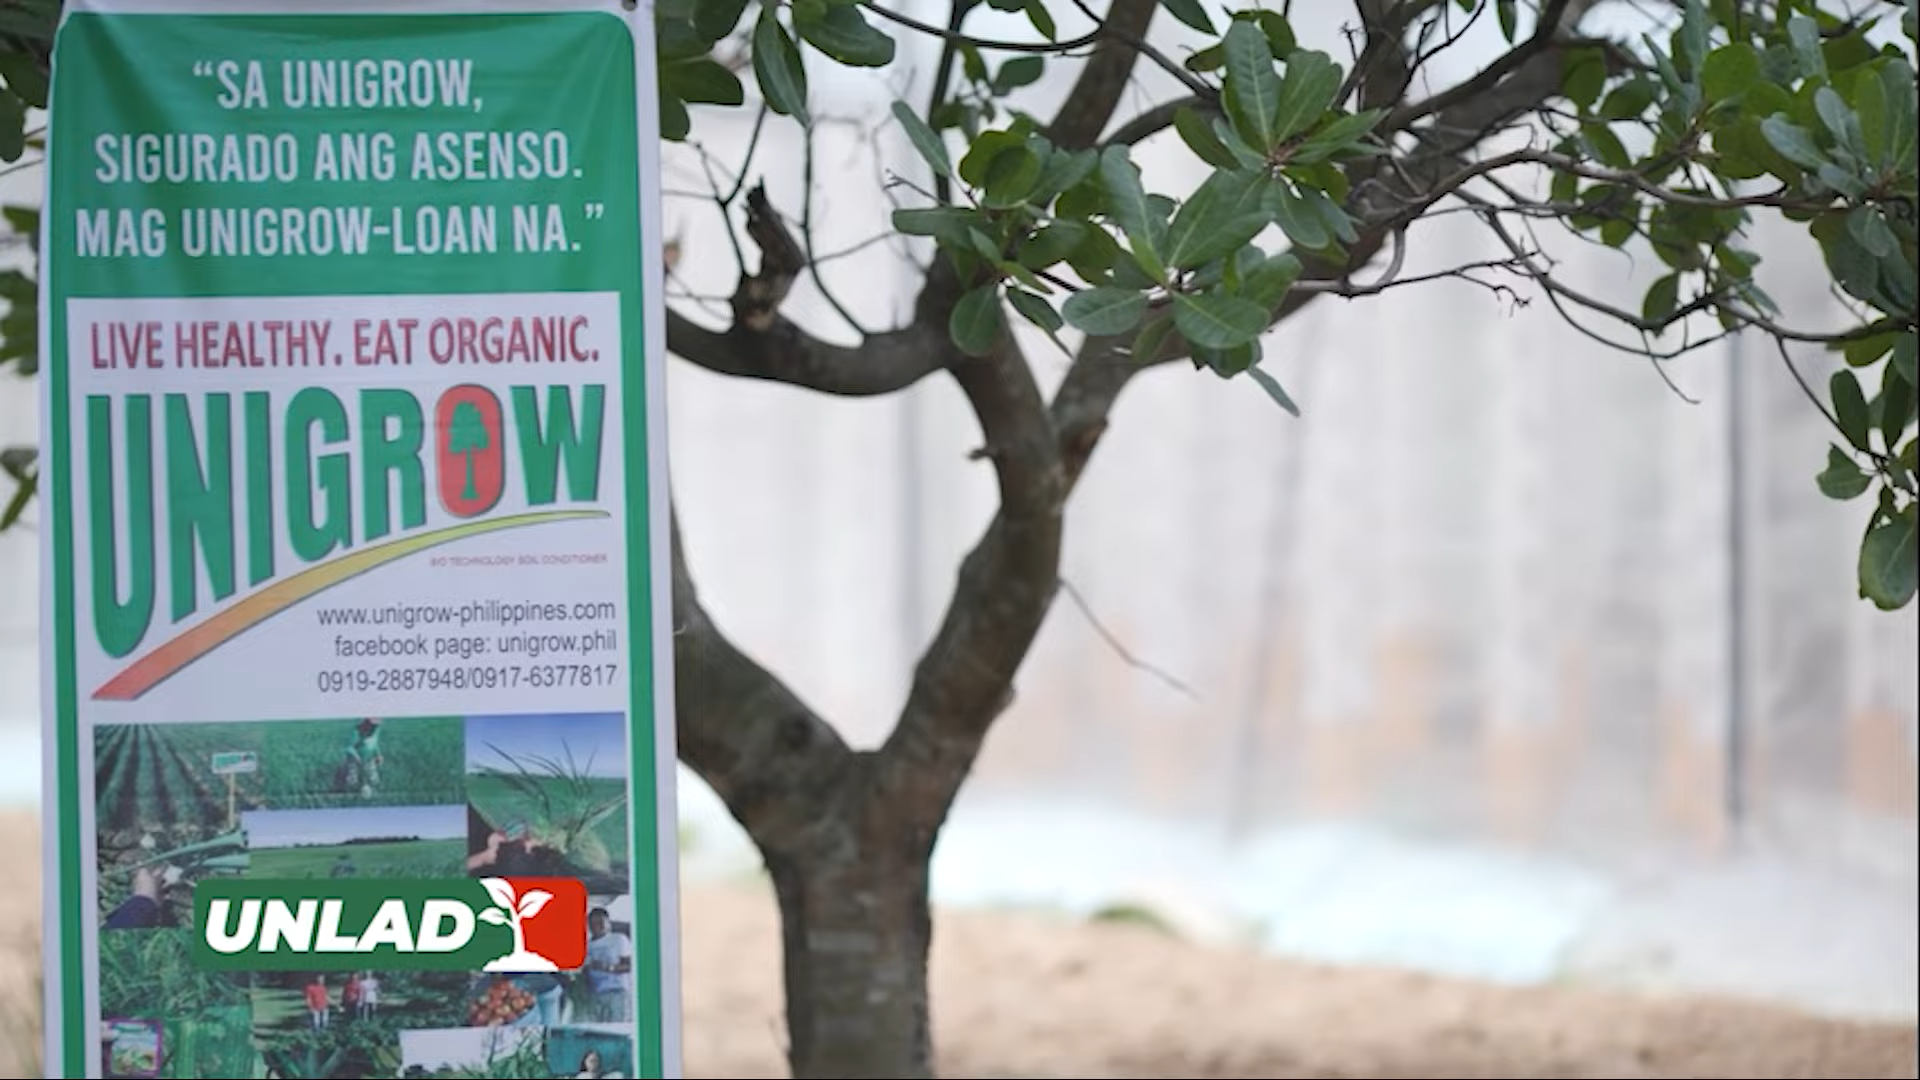 “SA UNIGROW,
SIGURADO ANG ASENSO.
MAG UNIGROW-LOAN NA.”
LIVE HEALTHY. EAT ORGANIC.
UNIGROW
BIO TECHNOLOGY SOIL CONDITIONER
www.unigrow-philippines.com
facebook page: unigrow.phil
0919-2887948/0917-6377817
UNLAD